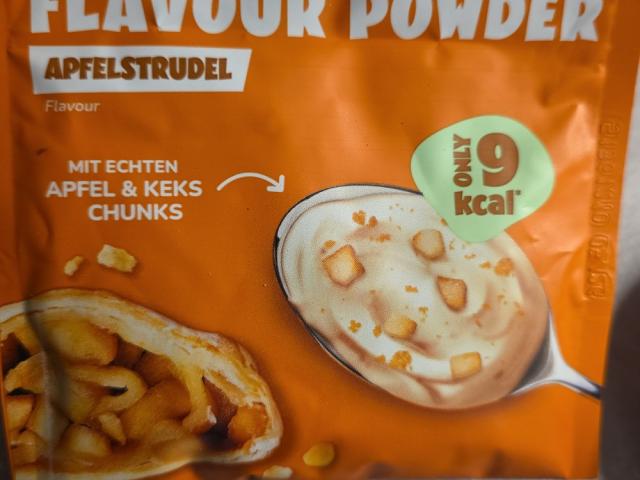 FLAVOUR POWDER
APFELSTRUDEL
Flavour
MIT ECHTEN
APFEL & KEKS
CHUNKS
ONLY 9
kcal*